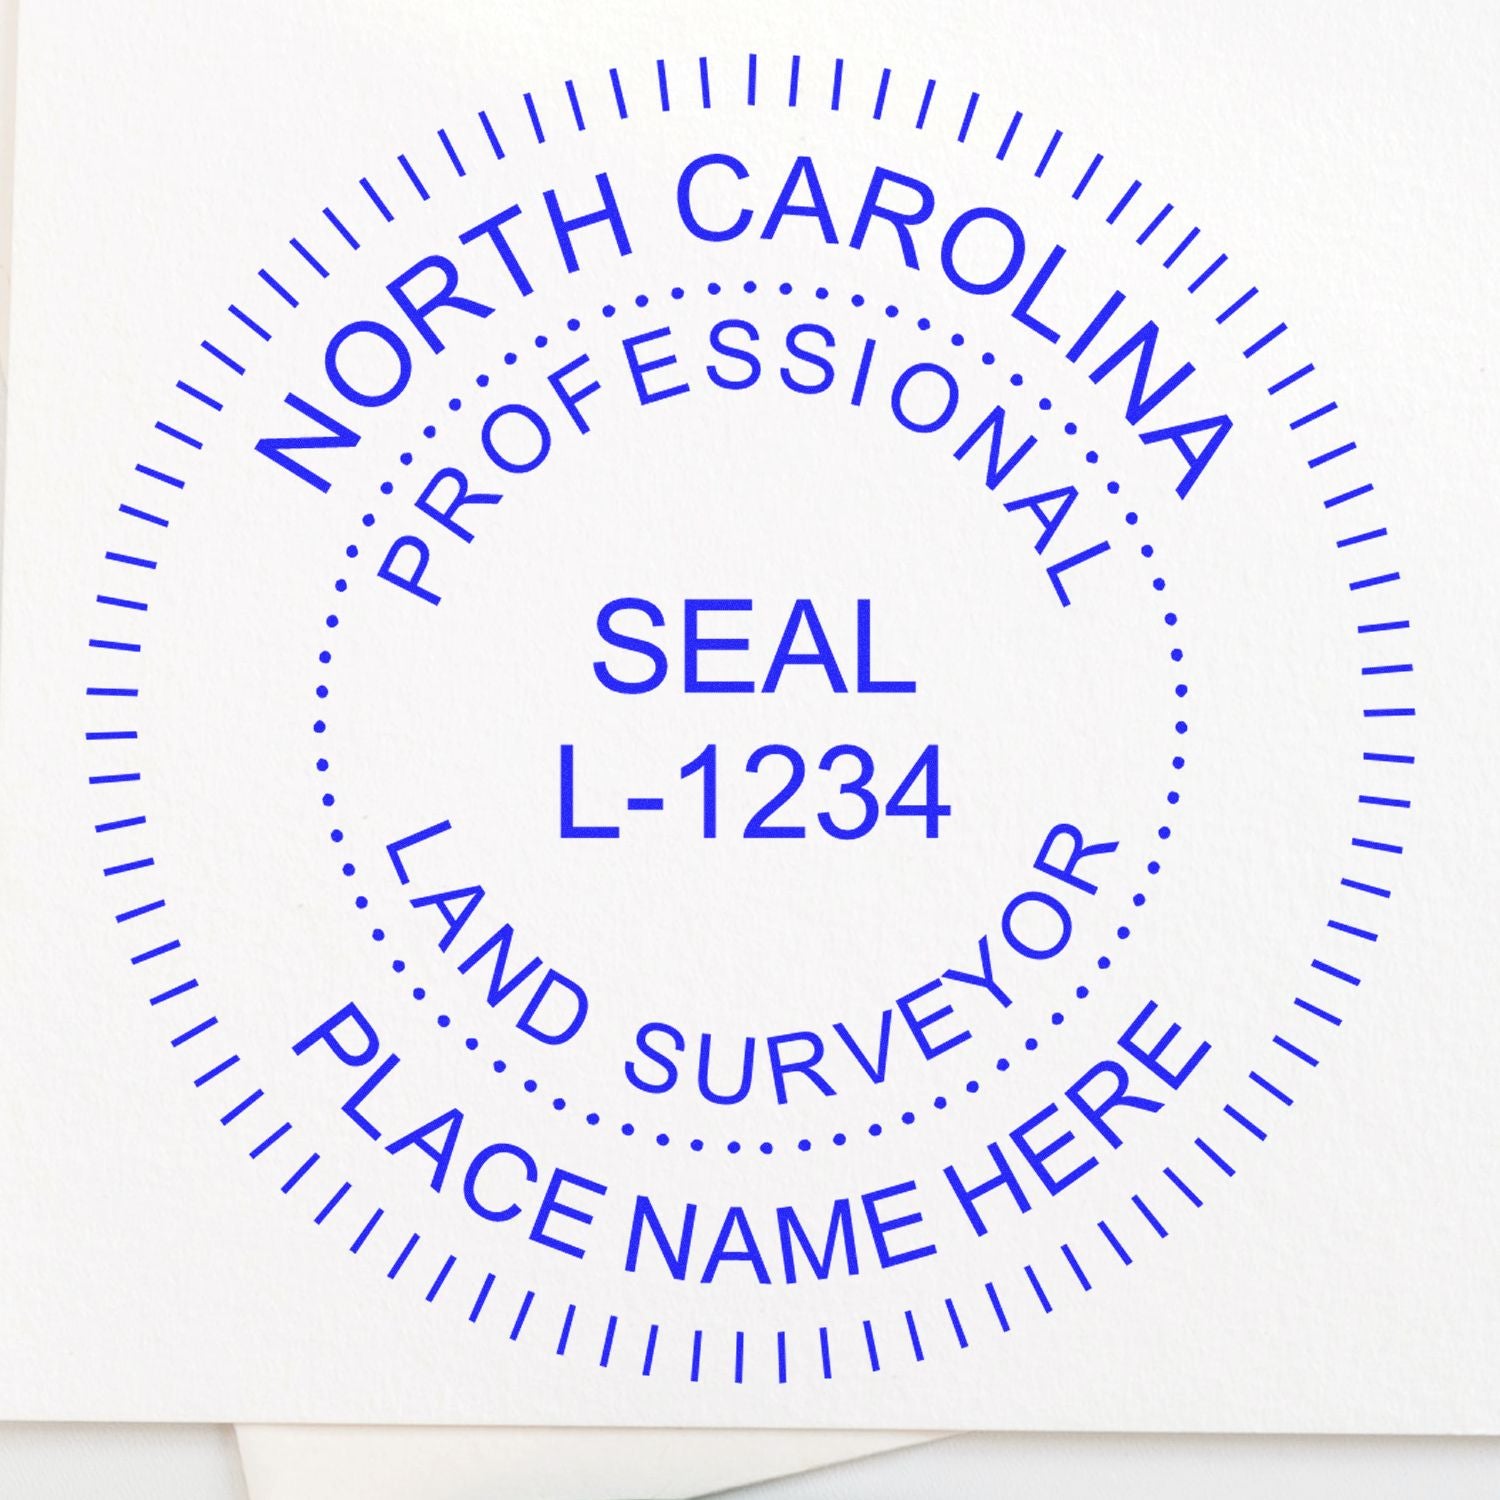 NORTH CAROLINA
PROFESSIONAL
SEAL
L-1234
LAND SURVEYOR
PLACE NAME HERE